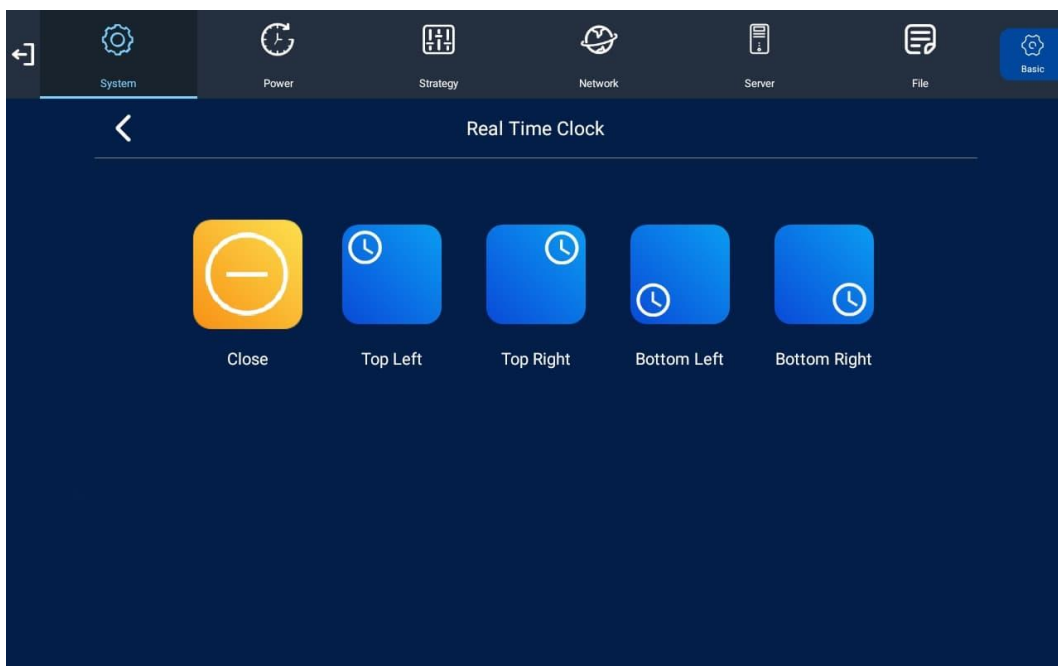 System
Power
Strategy
Network
Server
File
Basic
Real Time Clock
Close
Top Left
Top Right
Bottom Left
Bottom Right